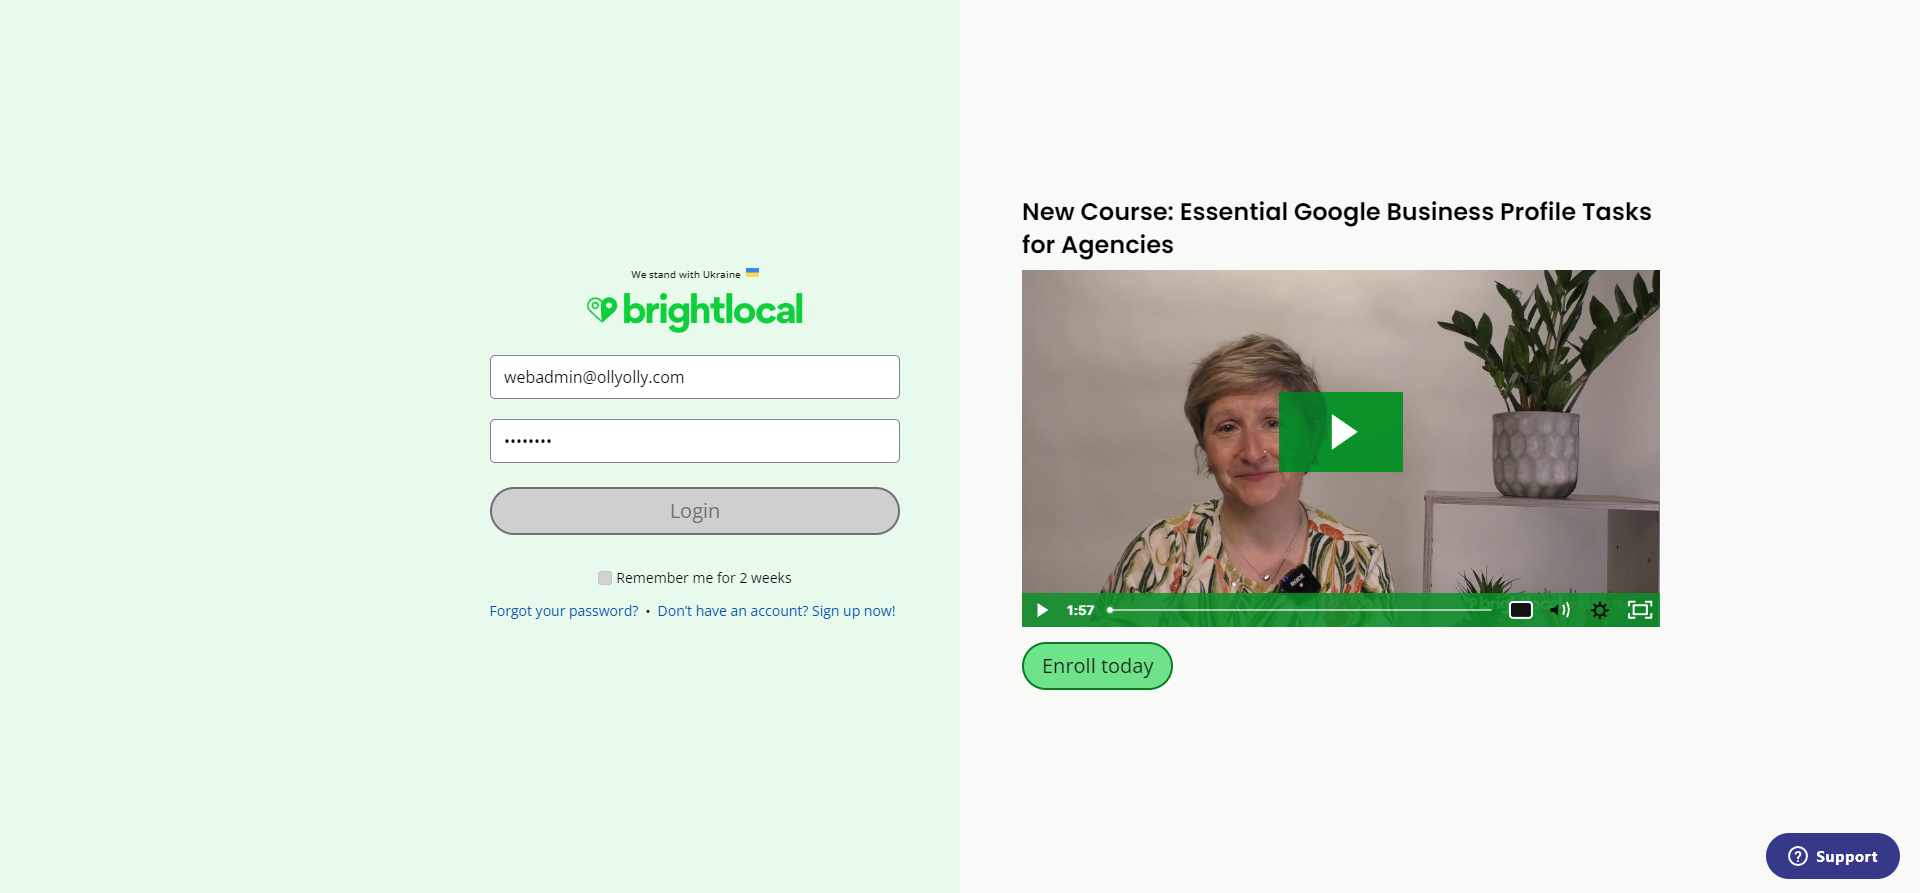 We stand with Ukraine
brightlocal
webadmin@ollyolly.com
••••••••
Login
Remember me for 2 weeks
Forgot your password? • Don't have an account? Sign up now!
New Course: Essential Google Business Profile Tasks
for Agencies
RODE
1:57
Enroll today
Support